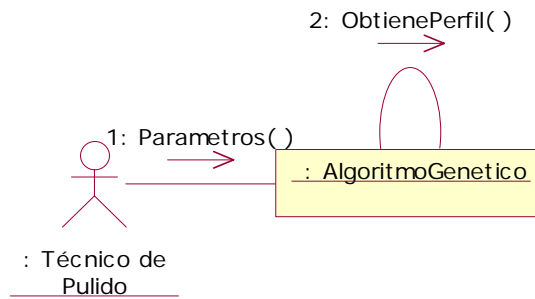 2: ObtienePerfil( )
1: Parametros( )
: AlgoritmoGenetico
: Técnico de
Pulido